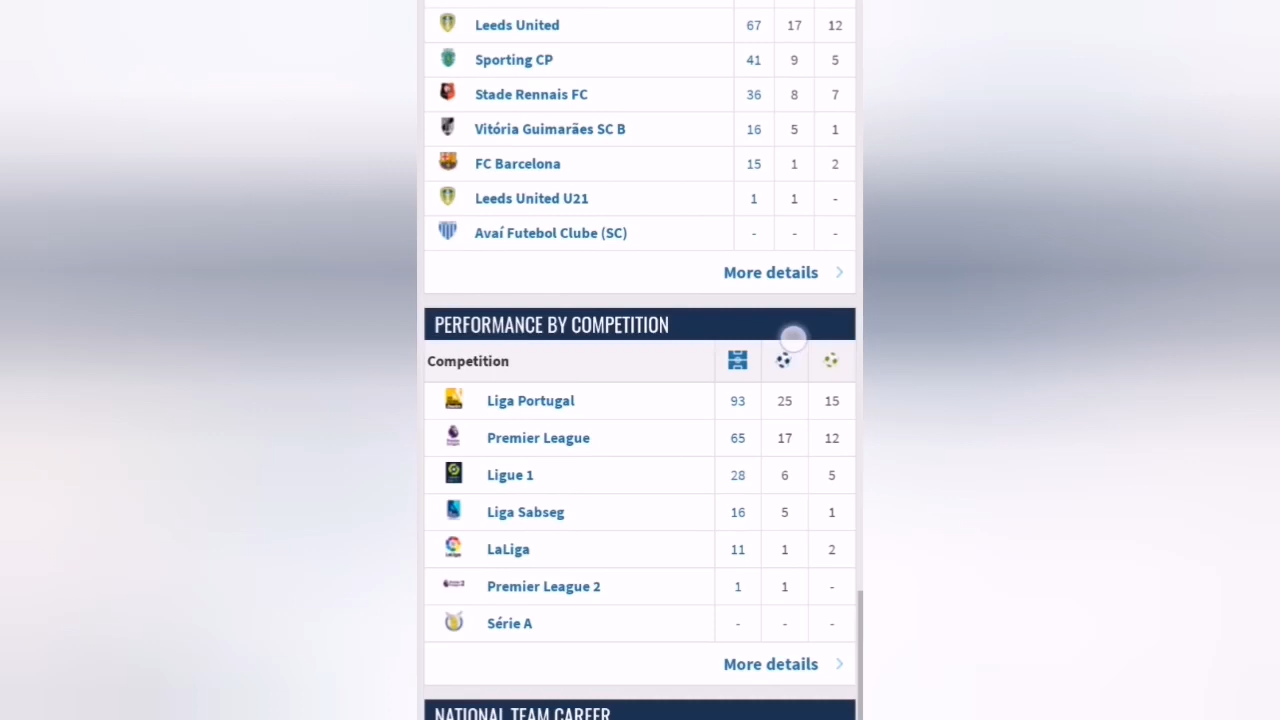 Leeds United 67 17 12
Sporting CP 41 9 5
Stade Rennais FC 36 8 7
Vitória Guimarães SC B 16 5 1
FC Barcelona 15 1 2
Leeds United U21 1 1 -
Avaí Futebol Clube (SC) - - -
More details
PERFORMANCE BY COMPETITION
Competition
Liga Portugal 93 25 15
Premier League 65 17 12
Ligue 1 28 6 5
Liga Sabseg 16 5 1
LaLiga 11 1 2
Premier League 2 1 1 -
Série A - - -
More details
NATIONAL TEAM CAREER